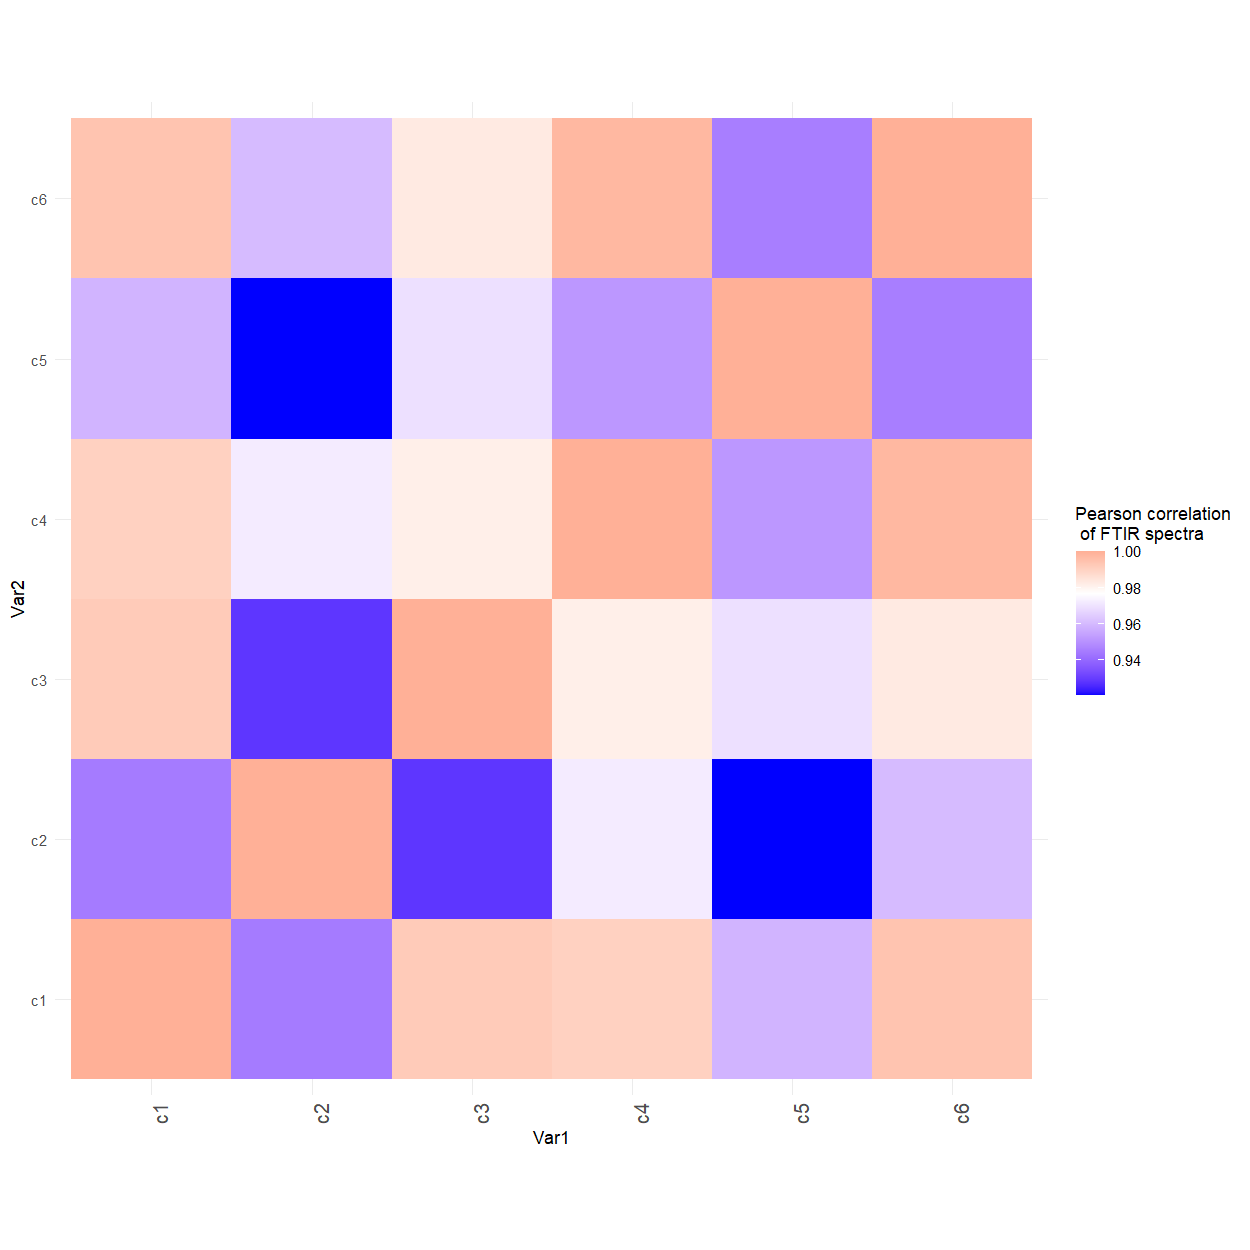 c6
c5
c4
c3
c2
c1
Var2
c1 c2 c3 c4 c5 c6
Var1
Pearson correlation
of FTIR spectra
1.00
0.98
0.96
0.94